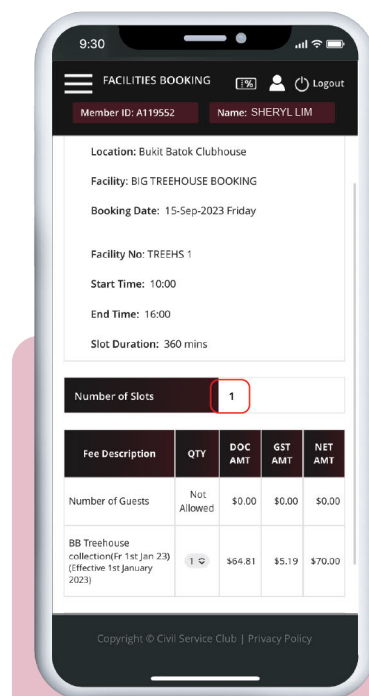 9:30
FACILITIES BOOKING
Logout
Member ID: A119552
Name: SHERYL LIM
Location: Bukit Batok Clubhouse
Facility: BIG TREEHOUSE BOOKING
Booking Date: 15-Sep-2023 Friday
Facility No: TREEHS 1
Start Time: 10:00
End Time: 16:00
Slot Duration: 360 mins
Number of Slots 1
Fee Description QTY DOC AMT GST AMT NET AMT
Number of Guests Not Allowed $0.00 $0.00 $0.00
BB Treehouse
collection(Fr 1st Jan 23)
(Effective 1st January
2023)
1 $64.81 $5.19 $70.00
Copyright © Civil Service Club | Privacy Policy